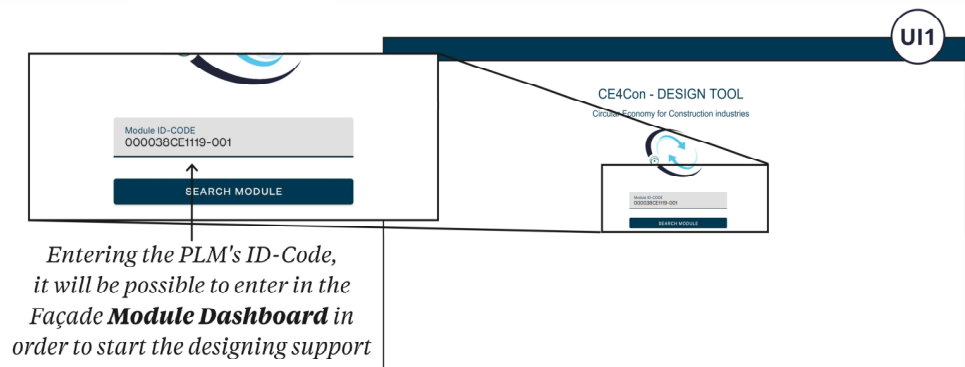 UI1
CE4Con - DESIGN TOOL
Circular Economy for Construction industries
Module ID-CODE
000038CE1119-001
SEARCH MODULE
Module ID-CODE
000038CE1119-001
SEARCH MODULE
Entering the PLM's ID-Code,
it will be possible to enter in the
Façade Module Dashboard in
order to start the designing support